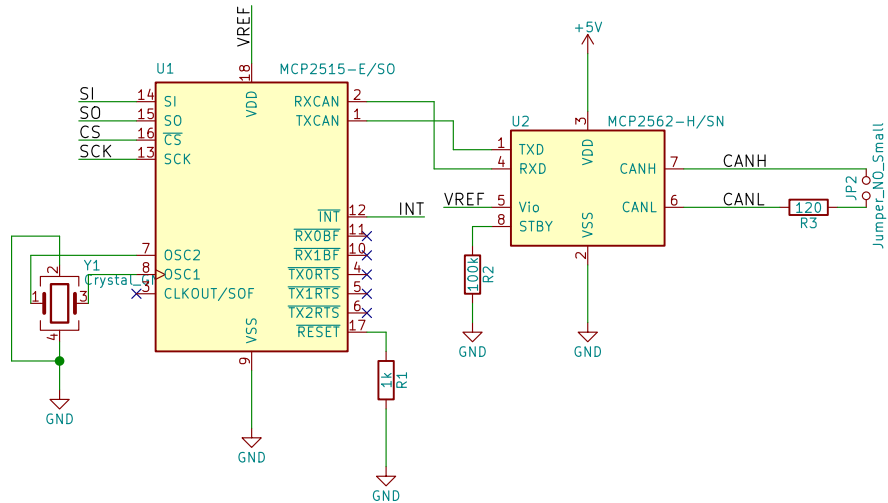 VREF
+5V
U1
MCP2515-E/SO
18
VDD
SI
14
SI
SO
15
SO
CS
16
CS
SCK
13
SCK
RXCAN
2
TXCAN
1
INT
12
INT
RX0BF
11
RX1BF
10
TX0RTS
4
TX1RTS
5
TX2RTS
6
RESET
17
7
OSC2
8
OSC1
3
CLKOUT/SOF
VSS
9
GND
Y1
2
1
3
4
GND
1k
R1
GND
U2
MCP2562-H/SN
3
VDD
1
TXD
4
RXD
VREF
5
Vio
8
STBY
CANH
7
CANH
CANL
6
CANL
VSS
2
GND
100k
R2
GND
120
R3
JP2
Jumper_NO_Small